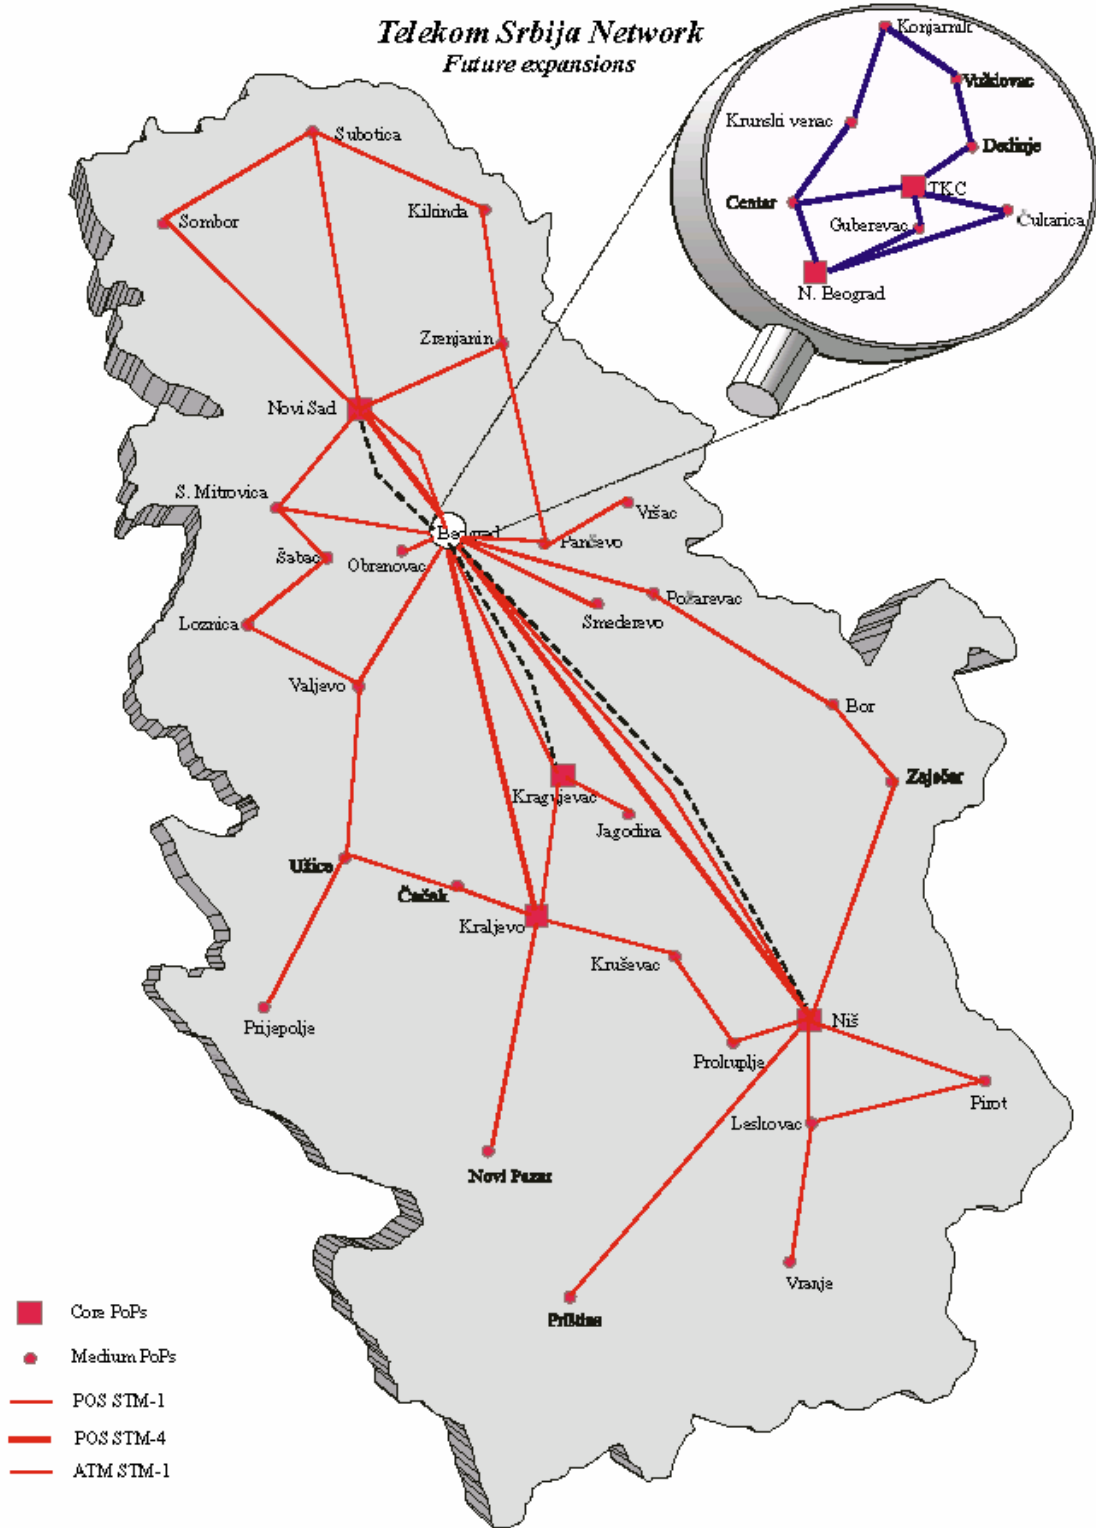 Telekom Srbija Network
Future expansions
Konjarnik
Voždovac
Krunski venac
Dedinje
TKC
Centar
Guberevac
Čukarica
N. Beograd
Subotica
Sombor
Kikinda
Zrenjanin
Novi Sad
S. Mitrovica
Vršac
Beograd
Pančevo
Šabac
Obrenovac
Požarevac
Smederevo
Loznica
Valjevo
Bor
Zaječar
Kragujevac
Jagodina
Užice
Čačak
Kraljevo
Kruševac
Prijepolje
Niš
Prokuplje
Pirot
Leskovac
Novi Pazar
Vranje
Priština
Core PoPs
Medium PoPs
POS STM-1
POS STM-4
ATM STM-1